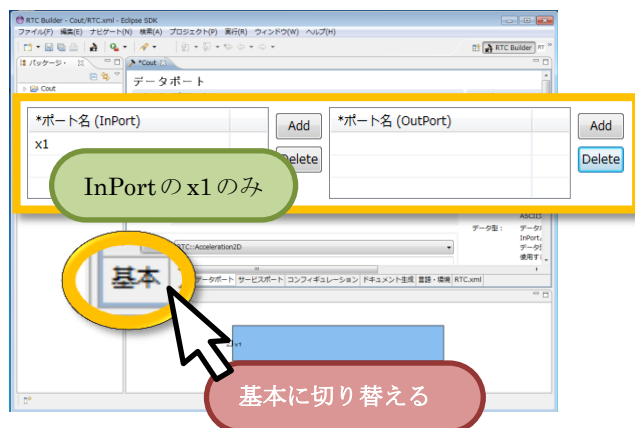 RTC Builder - Cout/RTC.xml - Eclipse SDK
ファイル(F) 編集(E) ナビゲート(N) 検索(A) プロジェクト(P) 実行(R) ウィンドウ(W) ヘルプ(H)
RTC Builder
パッケージ・
*Cout
Cout
データポート
*ポート名 (InPort)
Add
*ポート名 (OutPort)
Add
x1
Delete
Delete
InPortのx1のみ
データ型：
InPort
RTC::Acceleration2D
使用す
基本
データポート サービスポート コンフィギュレーション ドキュメント生成 言語・環境 RTC.xml
x1
基本に切り替える